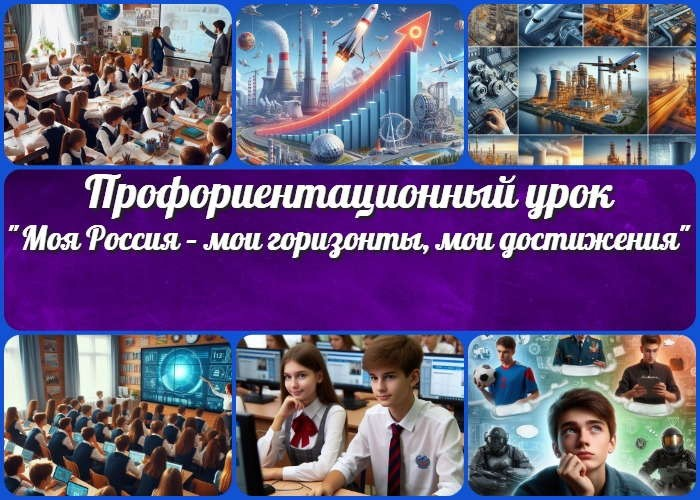 Профориентационный урок
"Моя Россия – мои горизонты, мои достижения"